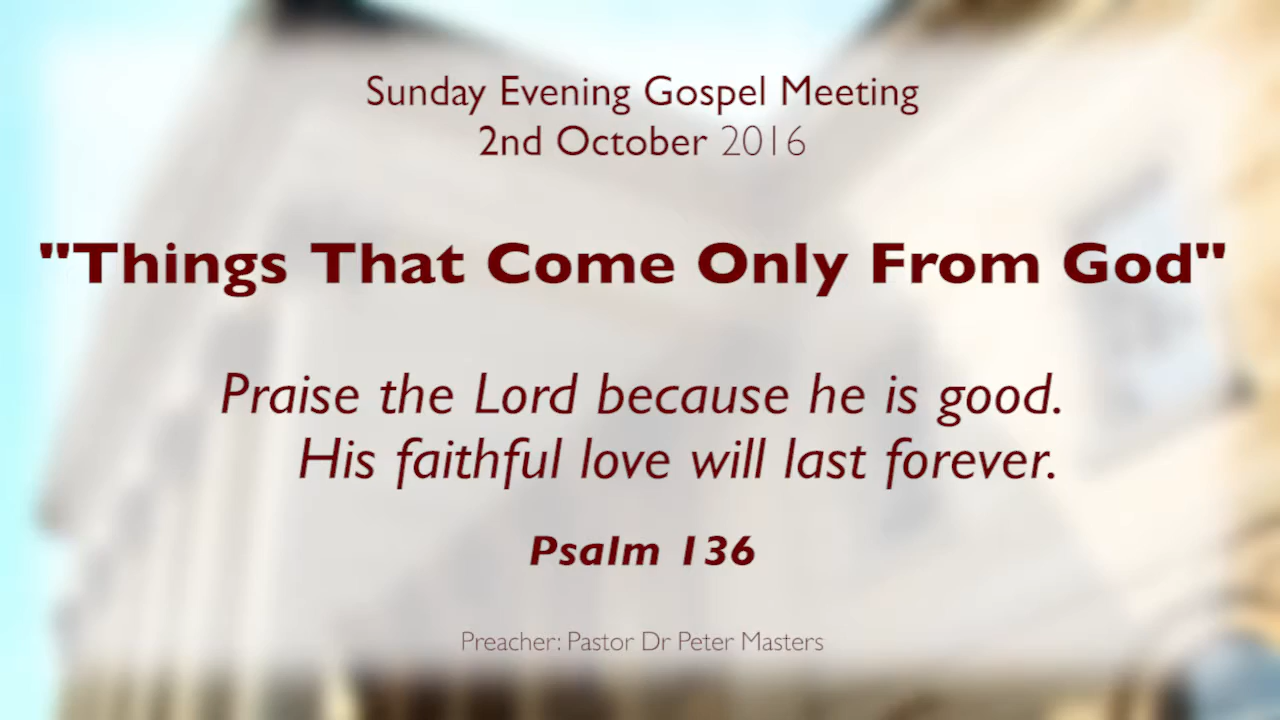 Sunday Evening Gospel Meeting
2nd October 2016
"Things That Come Only From God"
Praise the Lord because he is good.
His faithful love will last forever.
Psalm 136
Preacher: Pastor Dr Peter Masters